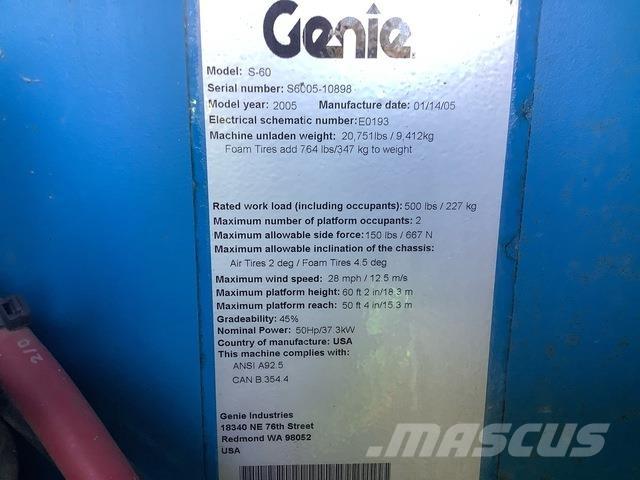 Genie
Model: S-60
Serial number: S6005-10898
Model year: 2005 Manufacture date: 01/14/05
Electrical schematic number: E0193
Machine unladen weight: 20,751lbs / 9,412kg
Foam Tires add 764 lbs/347 kg to weight
Rated work load (including occupants): 500 lbs / 227 kg
Maximum number of platform occupants: 2
Maximum allowable side force: 150 lbs / 667 N
Maximum allowable inclination of the chassis:
Air Tires 2 deg / Foam Tires 4.5 deg
Maximum wind speed: 28 mph / 12.5 m/s
Maximum platform height: 60 ft 2 in/18.3 m
Maximum platform reach: 50 ft 4 in/15.3 m
Gradeability: 45%
Nominal Power: 50Hp/37.3kW
Country of manufacture: USA
This machine complies with:
ANSI A92.5
CAN B.354.4
Genie Industries
18340 NE 76th Street
Redmond WA 98052
USA
2/0
MASCUS